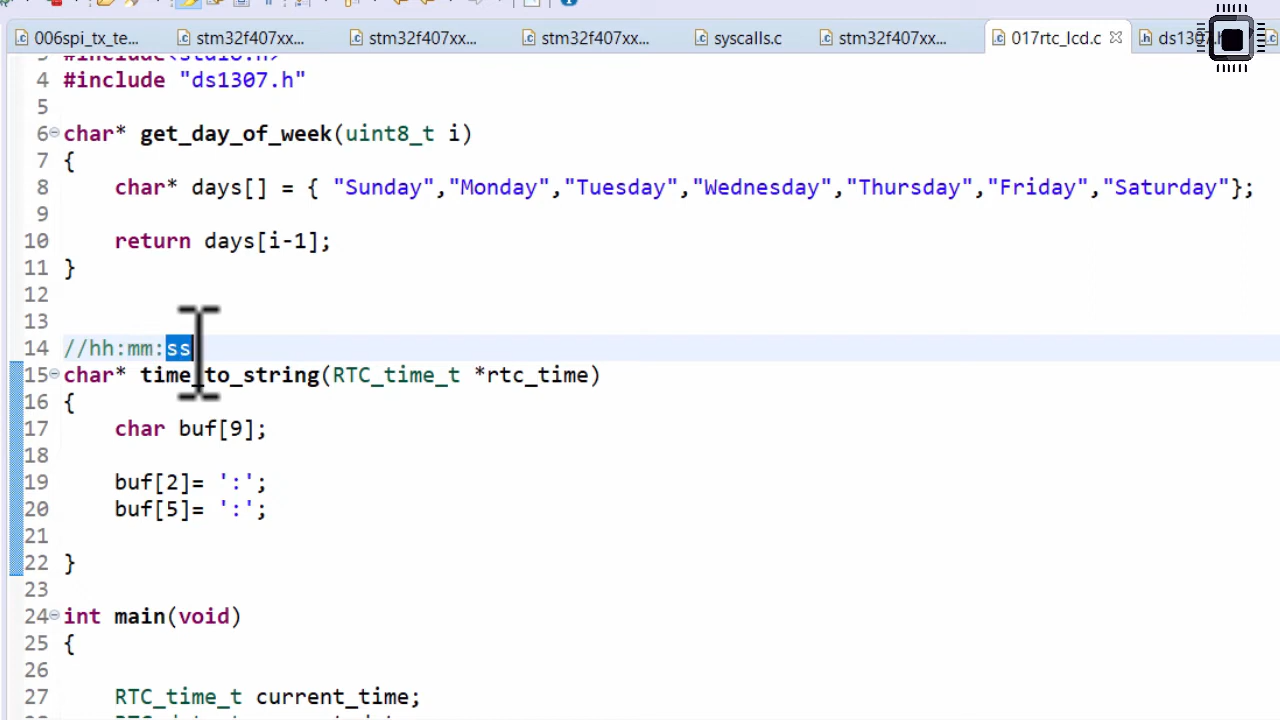 006spi_tx_te... stm32f407xx... stm32f407xx... stm32f407xx... syscalls.c stm32f407xx... 017rtc_lcd.c
3 #include<stdio.h>
4 #include "ds1307.h"
5
6 char* get_day_of_week(uint8_t i)
7 {
8 char* days[] = { "Sunday","Monday","Tuesday","Wednesday","Thursday","Friday","Saturday"};
9
10 return days[i-1];
11 }
12
13
14 //hh:mm:ss
15 char* time_to_string(RTC_time_t *rtc_time)
16 {
17 char buf[9];
18
19 buf[2]= ':';
20 buf[5]= ':';
21
22 }
23
24 int main(void)
25 {
26
27 RTC_time_t current_time;